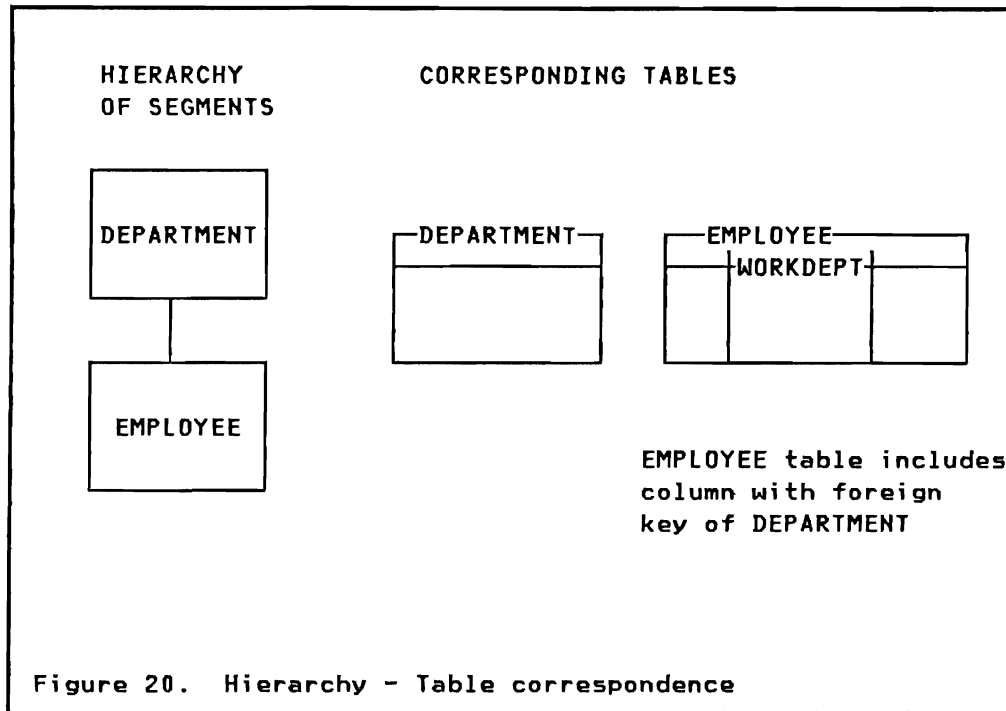 HIERARCHY
OF SEGMENTS
CORRESPONDING TABLES
DEPARTMENT
EMPLOYEE
DEPARTMENT
EMPLOYEE
WORKDEPT
EMPLOYEE table includes
column with foreign
key of DEPARTMENT
Figure 20. Hierarchy - Table correspondence